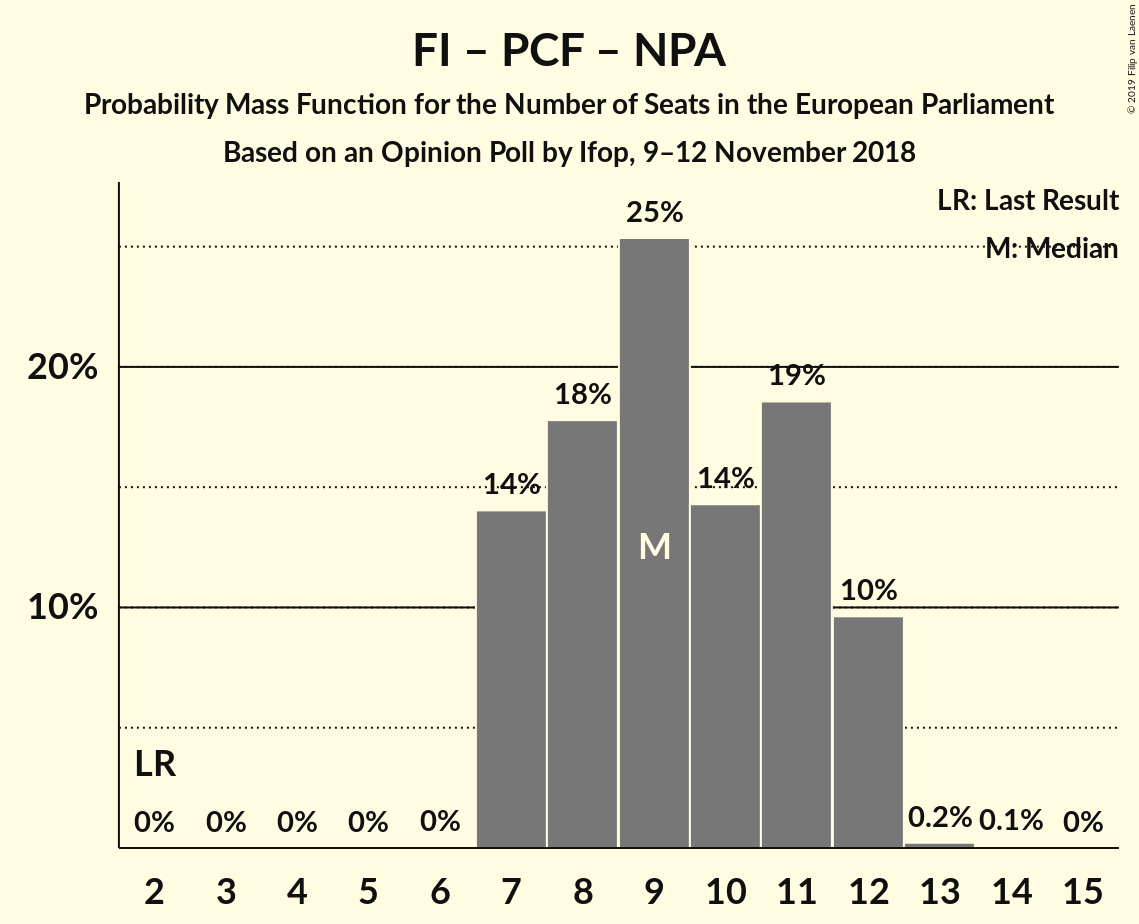 FI – PCF – NPA
Probability Mass Function for the Number of Seats in the European Parliament
Based on an Opinion Poll by Ifop, 9–12 November 2018
© 2019 Filip van Laenen
LR: Last Result
M: Median
25%
20%
19%
18%
14%
14%
M
10%
10%
LR
0%
0%
0%
0%
0%
0.2%
0.1%
0%
2 3 4 5 6 7 8 9 10 11 12 13 14 15